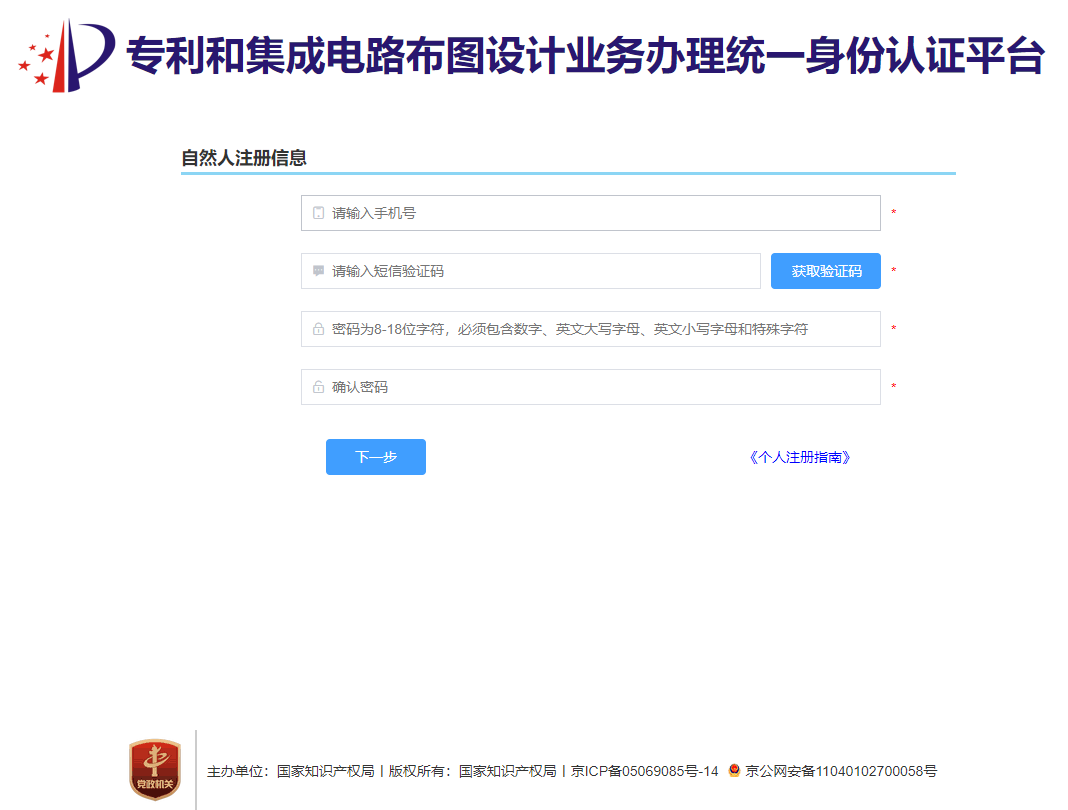 专利和集成电路布图设计业务办理统一身份认证平台
自然人注册信息
请输入手机号 *
请输入短信验证码 获取验证码 *
密码为8-18位字符，必须包含数字、英文大写字母、英文小写字母和特殊字符 *
确认密码 *
下一步 《个人注册指南》
党政机关
主办单位：国家知识产权局丨版权所有：国家知识产权局丨京ICP备05069085号-14 京公网安备11040102700058号